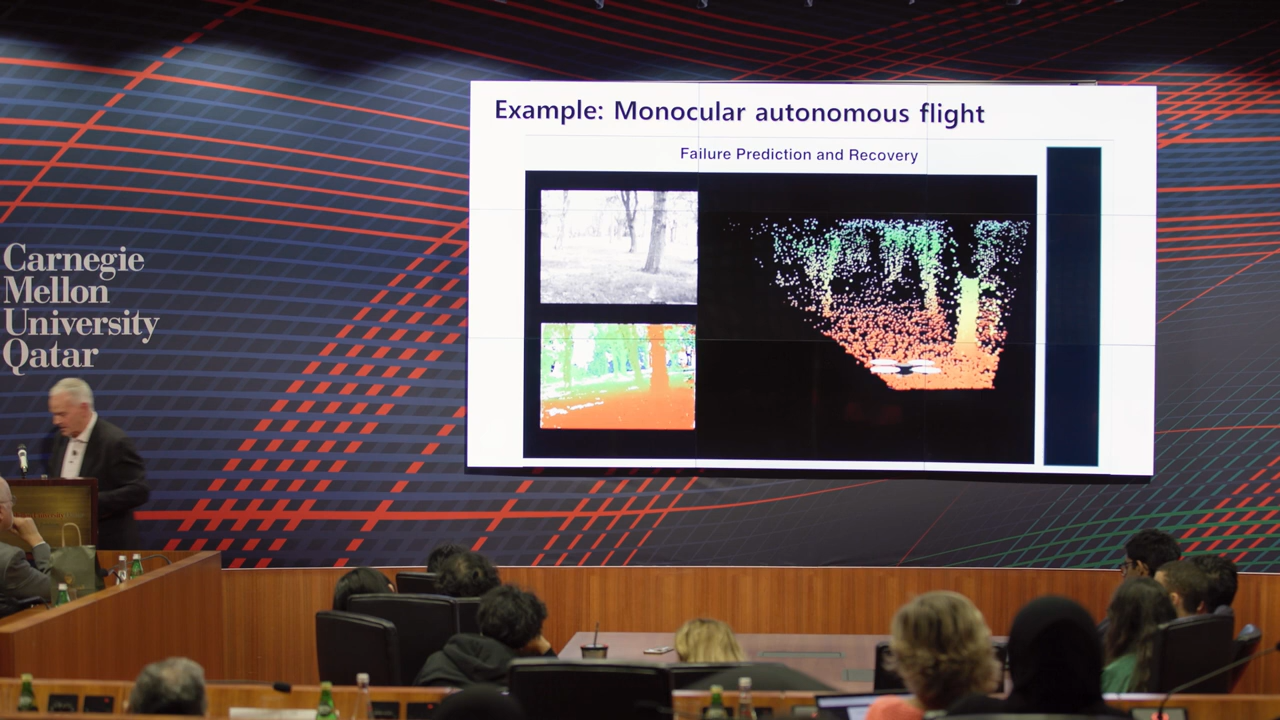 Example: Monocular autonomous flight
Failure Prediction and Recovery
Carnegie
Mellon
University
Qatar